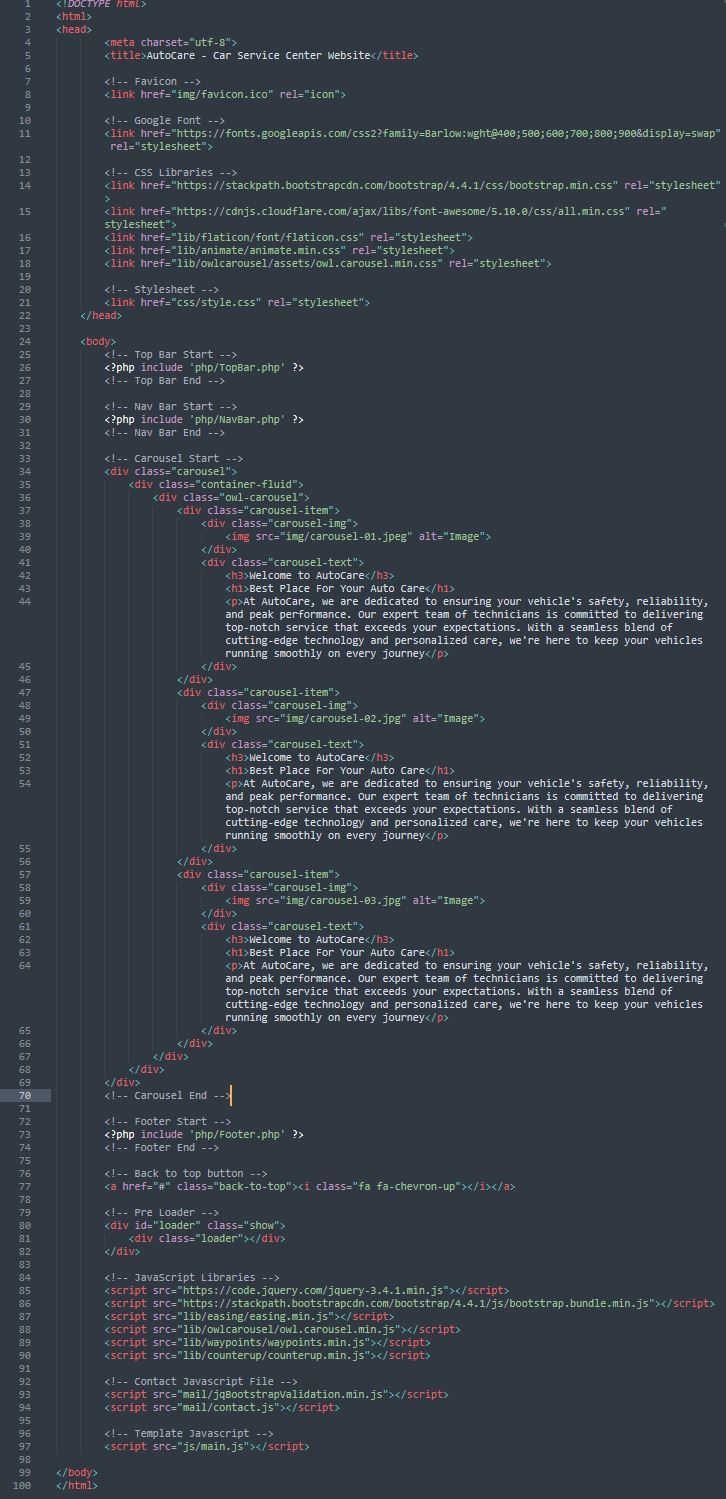 1 <!DOCTYPE html>
2 <html>
3 <head>
4 <meta charset="utf-8">
5 <title>AutoCare - Car Service Center Website</title>
6
7 <!-- Favicon -->
8 <link href="img/favicon.ico" rel="icon">
9
10 <!-- Google Font -->
11 <link href="https://fonts.googleapis.com/css2?family=Barlow:wght@400;500;600;700;800;900&display=swap"
rel="stylesheet">
12
13 <!-- CSS Libraries -->
14 <link href="https://stackpath.bootstrapcdn.com/bootstrap/4.4.1/css/bootstrap.min.css" rel="stylesheet"
>
15 <link href="https://cdnjs.cloudflare.com/ajax/libs/font-awesome/5.10.0/css/all.min.css" rel="
stylesheet">
16 <link href="lib/flaticon/font/flaticon.css" rel="stylesheet">
17 <link href="lib/animate/animate.min.css" rel="stylesheet">
18 <link href="lib/owlcarousel/assets/owl.carousel.min.css" rel="stylesheet">
19
20 <!-- Stylesheet -->
21 <link href="css/style.css" rel="stylesheet">
22 </head>
23
24 <body>
25 <!-- Top Bar Start -->
26 <?php include 'php/TopBar.php' ?>
27 <!-- Top Bar End -->
28
29 <!-- Nav Bar Start -->
30 <?php include 'php/NavBar.php' ?>
31 <!-- Nav Bar End -->
32
33 <!-- Carousel Start -->
34 <div class="carousel">
35 <div class="container-fluid">
36 <div class="owl-carousel">
37 <div class="carousel-item">
38 <div class="carousel-img">
39 <img src="img/carousel-01.jpeg" alt="Image">
40 </div>
41 <div class="carousel-text">
42 <h3>Welcome to AutoCare</h3>
43 <h1>Best Place For Your Auto Care</h1>
44 <p>At AutoCare, we are dedicated to ensuring your vehicle's safety, reliability,
and peak performance. Our expert team of technicians is committed to delivering
top-notch service that exceeds your expectations. With a seamless blend of
cutting-edge technology and personalized care, we're here to keep your vehicles
running smoothly on every journey</p>
45 </div>
46 </div>
47 <div class="carousel-item">
48 <div class="carousel-img">
49 <img src="img/carousel-02.jpg" alt="Image">
50 </div>
51 <div class="carousel-text">
52 <h3>Welcome to AutoCare</h3>
53 <h1>Best Place For Your Auto Care</h1>
54 <p>At AutoCare, we are dedicated to ensuring your vehicle's safety, reliability,
and peak performance. Our expert team of technicians is committed to delivering
top-notch service that exceeds your expectations. With a seamless blend of
cutting-edge technology and personalized care, we're here to keep your vehicles
running smoothly on every journey</p>
55 </div>
56 </div>
57 <div class="carousel-item">
58 <div class="carousel-img">
59 <img src="img/carousel-03.jpg" alt="Image">
60 </div>
61 <div class="carousel-text">
62 <h3>Welcome to AutoCare</h3>
63 <h1>Best Place For Your Auto Care</h1>
64 <p>At AutoCare, we are dedicated to ensuring your vehicle's safety, reliability,
and peak performance. Our expert team of technicians is committed to delivering
top-notch service that exceeds your expectations. With a seamless blend of
cutting-edge technology and personalized care, we're here to keep your vehicles
running smoothly on every journey</p>
65 </div>
66 </div>
67 </div>
68 </div>
69 </div>
70 <!-- Carousel End -->
71
72 <!-- Footer Start -->
73 <?php include 'php/Footer.php' ?>
74 <!-- Footer End -->
75
76 <!-- Back to top button -->
77 <a href="#" class="back-to-top"><i class="fa fa-chevron-up"></i></a>
78
79 <!-- Pre Loader -->
80 <div id="loader" class="show">
81 <div class="loader"></div>
82 </div>
83
84 <!-- JavaScript Libraries -->
85 <script src="https://code.jquery.com/jquery-3.4.1.min.js"></script>
86 <script src="https://stackpath.bootstrapcdn.com/bootstrap/4.4.1/js/bootstrap.bundle.min.js"></script>
87 <script src="lib/easing/easing.min.js"></script>
88 <script src="lib/owlcarousel/owl.carousel.min.js"></script>
89 <script src="lib/waypoints/waypoints.min.js"></script>
90 <script src="lib/counterup/counterup.min.js"></script>
91
92 <!-- Contact Javascript File -->
93 <script src="mail/jqBootstrapValidation.min.js"></script>
94 <script src="mail/contact.js"></script>
95
96 <!-- Template Javascript -->
97 <script src="js/main.js"></script>
98
99 </body>
100 </html>